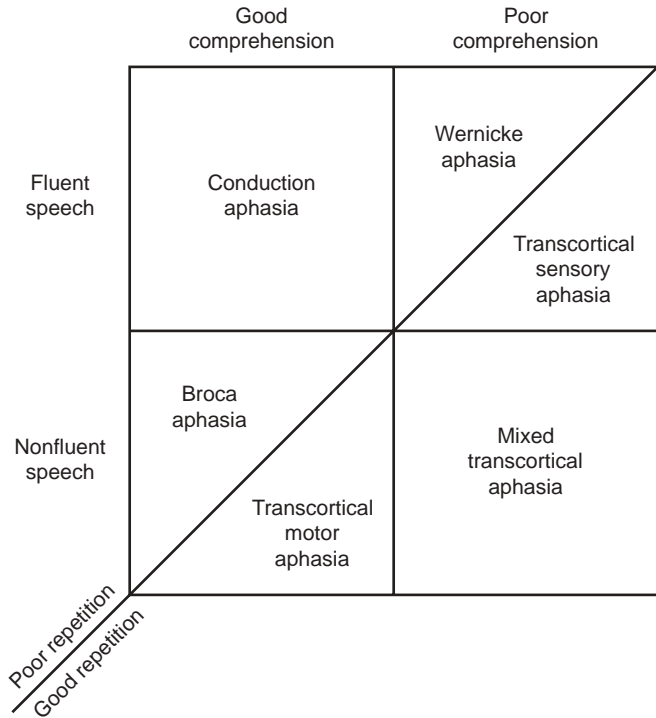 Good
comprehension
Poor
comprehension
Fluent
speech
Conduction
aphasia
Wernicke
aphasia
Transcortical
sensory
aphasia
Nonfluent
speech
Broca
aphasia
Transcortical
motor
aphasia
Mixed
transcortical
aphasia
Poor repetition
Good repetition